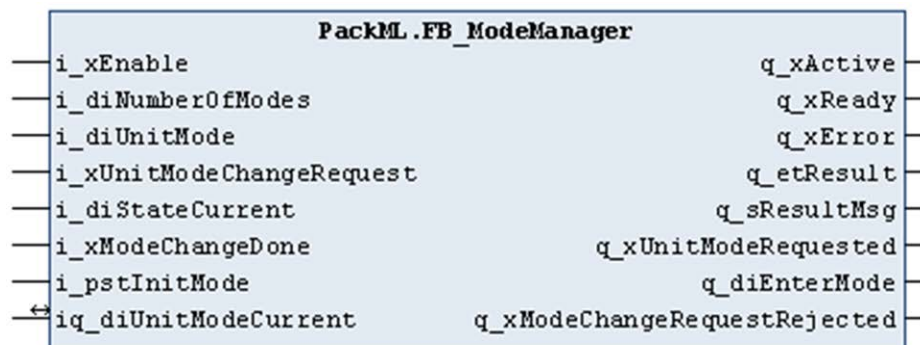 PackML.FB_ModeManager
i_xEnable q_xActive
i_diNumberOfModes q_xReady
i_diUnitMode q_xError
i_xUnitModeChangeRequest q_etResult
i_diStateCurrent q_sResultMsg
i_xModeChangeDone q_xUnitModeRequested
i_pstInitMode q_diEnterMode
iq_diUnitModeCurrent q_xModeChangeRequestRejected